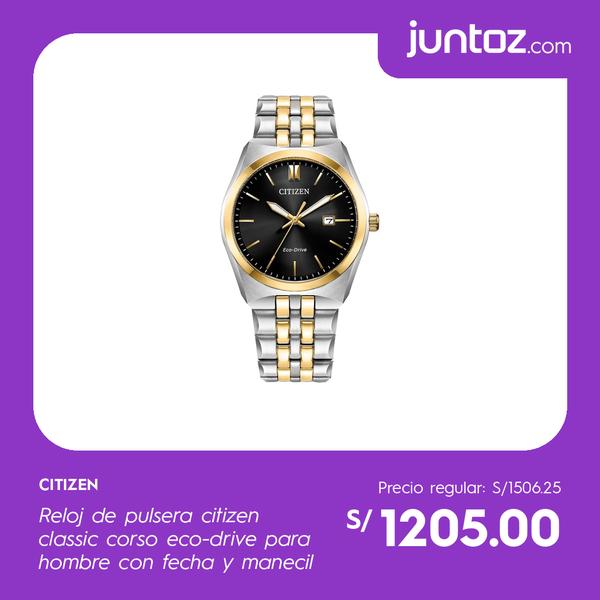 juntoz.com
CITIZEN
Eco-Drive
CITIZEN
Reloj de pulsera citizen
classic corso eco-drive para
hombre con fecha y manecil
Precio regular: S/1506.25
S/ 1205.00